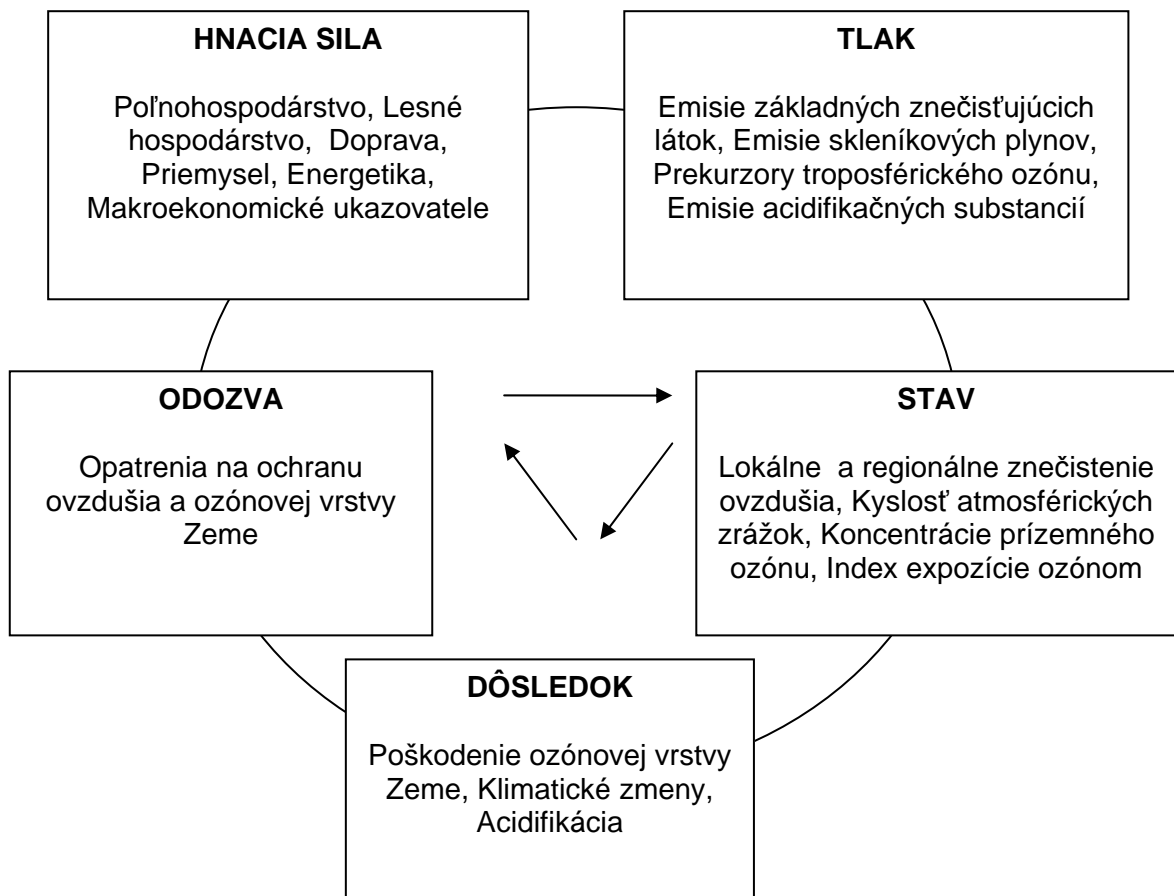 HNACIA SILA
Poľnohospodárstvo, Lesné
hospodárstvo,  Doprava,
Priemysel, Energetika,
Makroekonomické ukazovatele
TLAK
Emisie základných znečisťujúcich
látok, Emisie skleníkových plynov,
Prekurzory troposférického ozónu,
Emisie acidifikačných substancií
ODOZVA
Opatrenia na ochranu
ovzdušia a ozónovej vrstvy
Zeme
STAV
Lokálne  a regionálne znečistenie
ovzdušia, Kyslosť atmosférických
zrážok, Koncentrácie prízemného
ozónu, Index expozície ozónom
DÔSLEDOK
Poškodenie ozónovej vrstvy
Zeme, Klimatické zmeny,
Acidifikácia